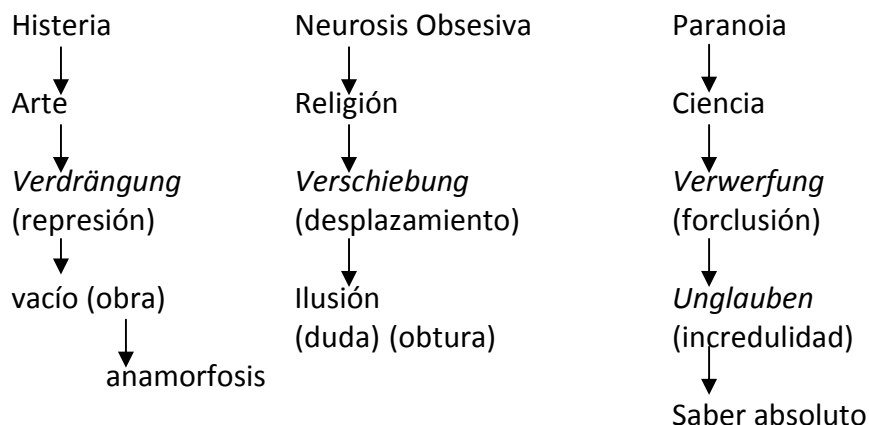 Histeria Neurosis Obsesiva Paranoia
Arte Religión Ciencia
Verdrängung Verschiebung Verwerfung
(represión) (desplazamiento) (forclusión)
vacío (obra) Ilusión Unglauben
(duda) (obtura) (incredulidad)
anamorfosis
Saber absoluto